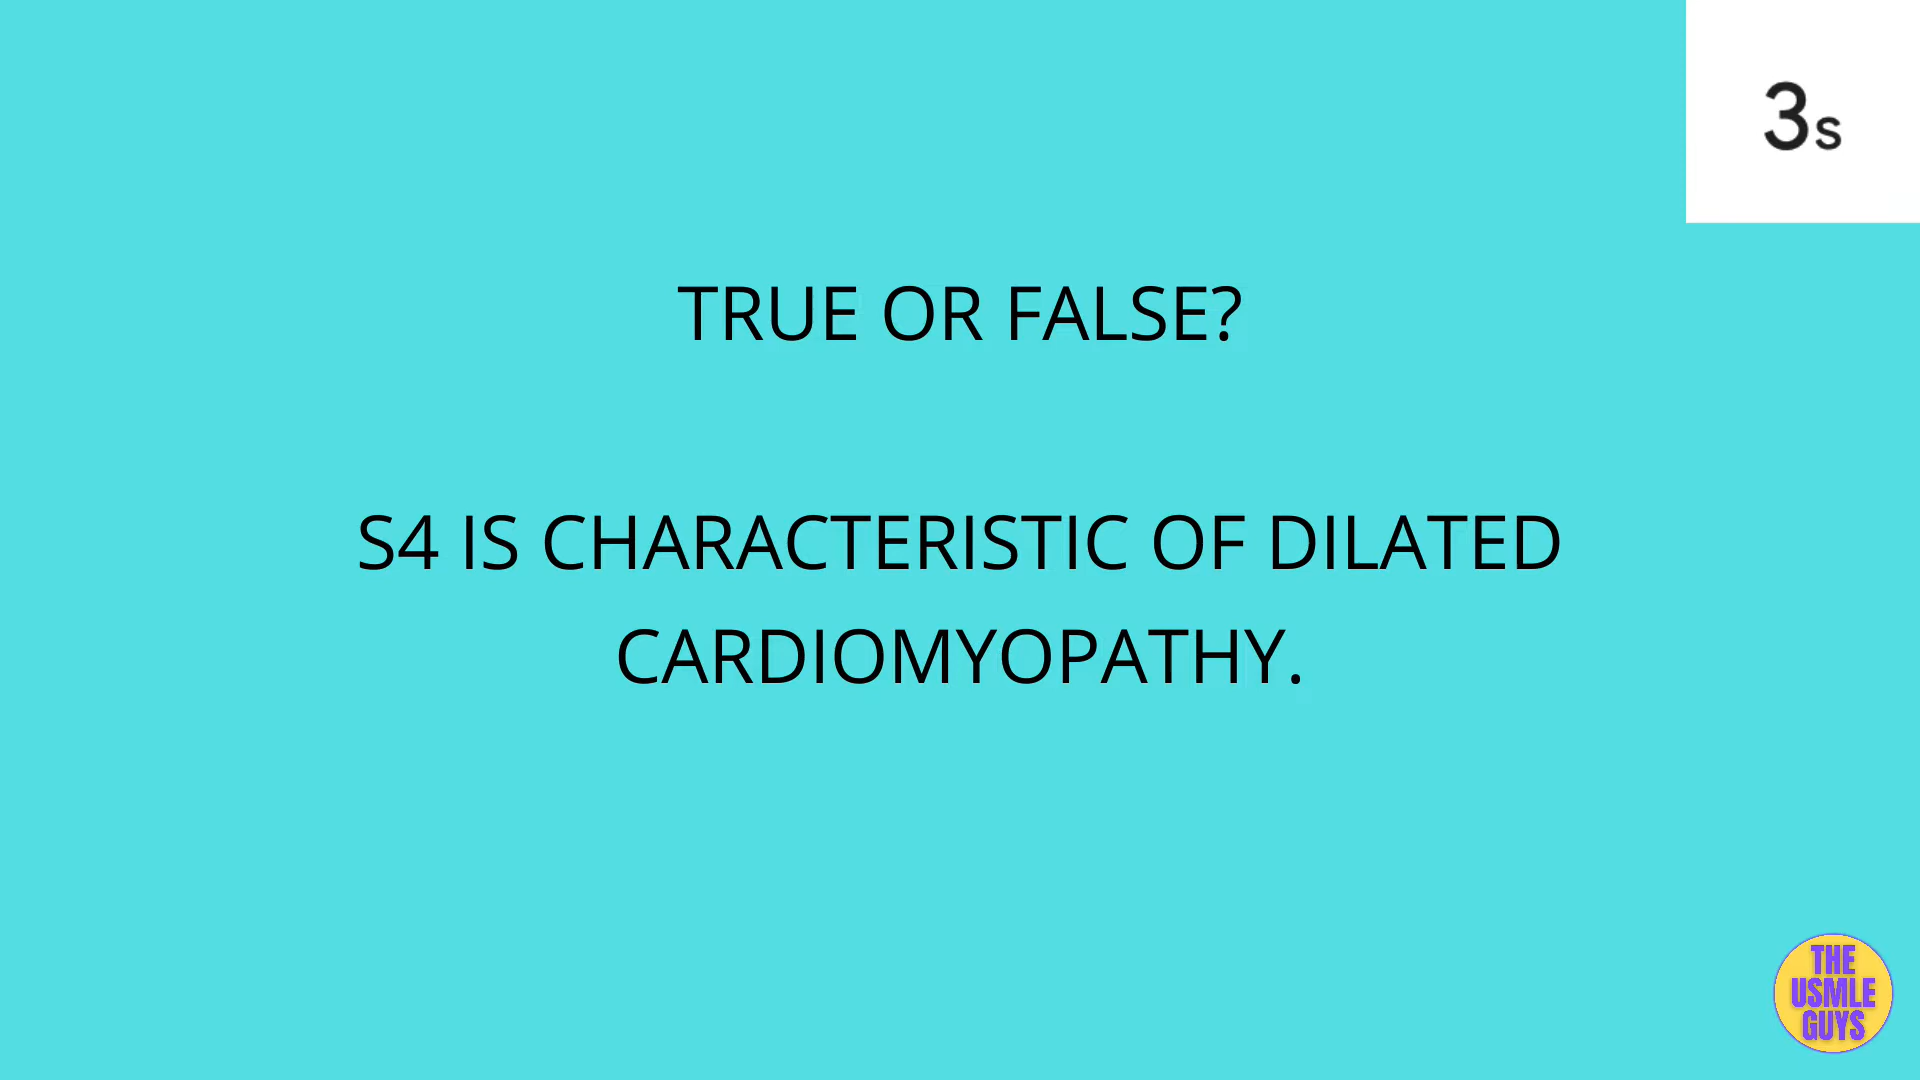 3s
TRUE OR FALSE?
S4 IS CHARACTERISTIC OF DILATED
CARDIOMYOPATHY.
THE
USMLE
GUYS